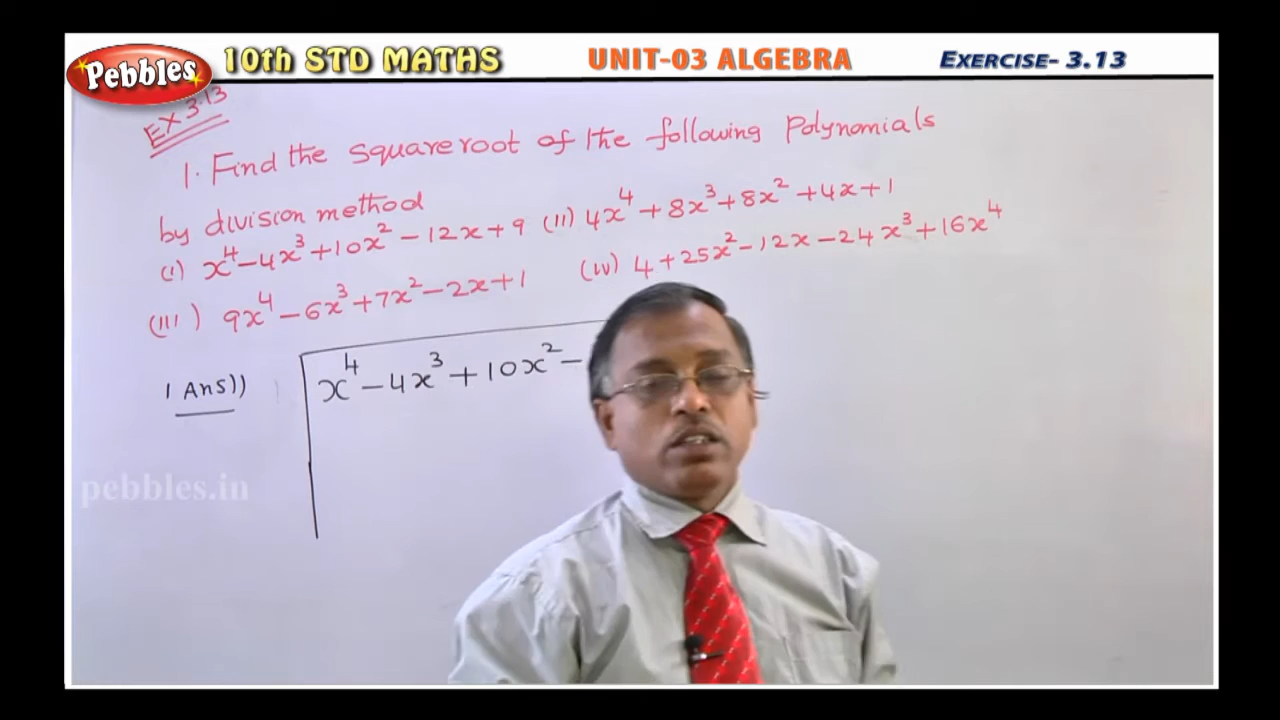 Pebbles
10th STD MATHS
UNIT-03 ALGEBRA
EXERCISE- 3.13
EX 3.13
1. Find the square root of the following Polynomials
by division method
(i) x⁴ − 4x³ + 10x² − 12x + 9 (ii) 4x⁴ + 8x³ + 8x² + 4x + 1
(iii) 9x⁴ − 6x³ + 7x² − 2x + 1 (iv) 4 + 25x² − 12x − 24x³ + 16x⁴
1 Ans)) x⁴ − 4x³ + 10x² −
pebbles.in